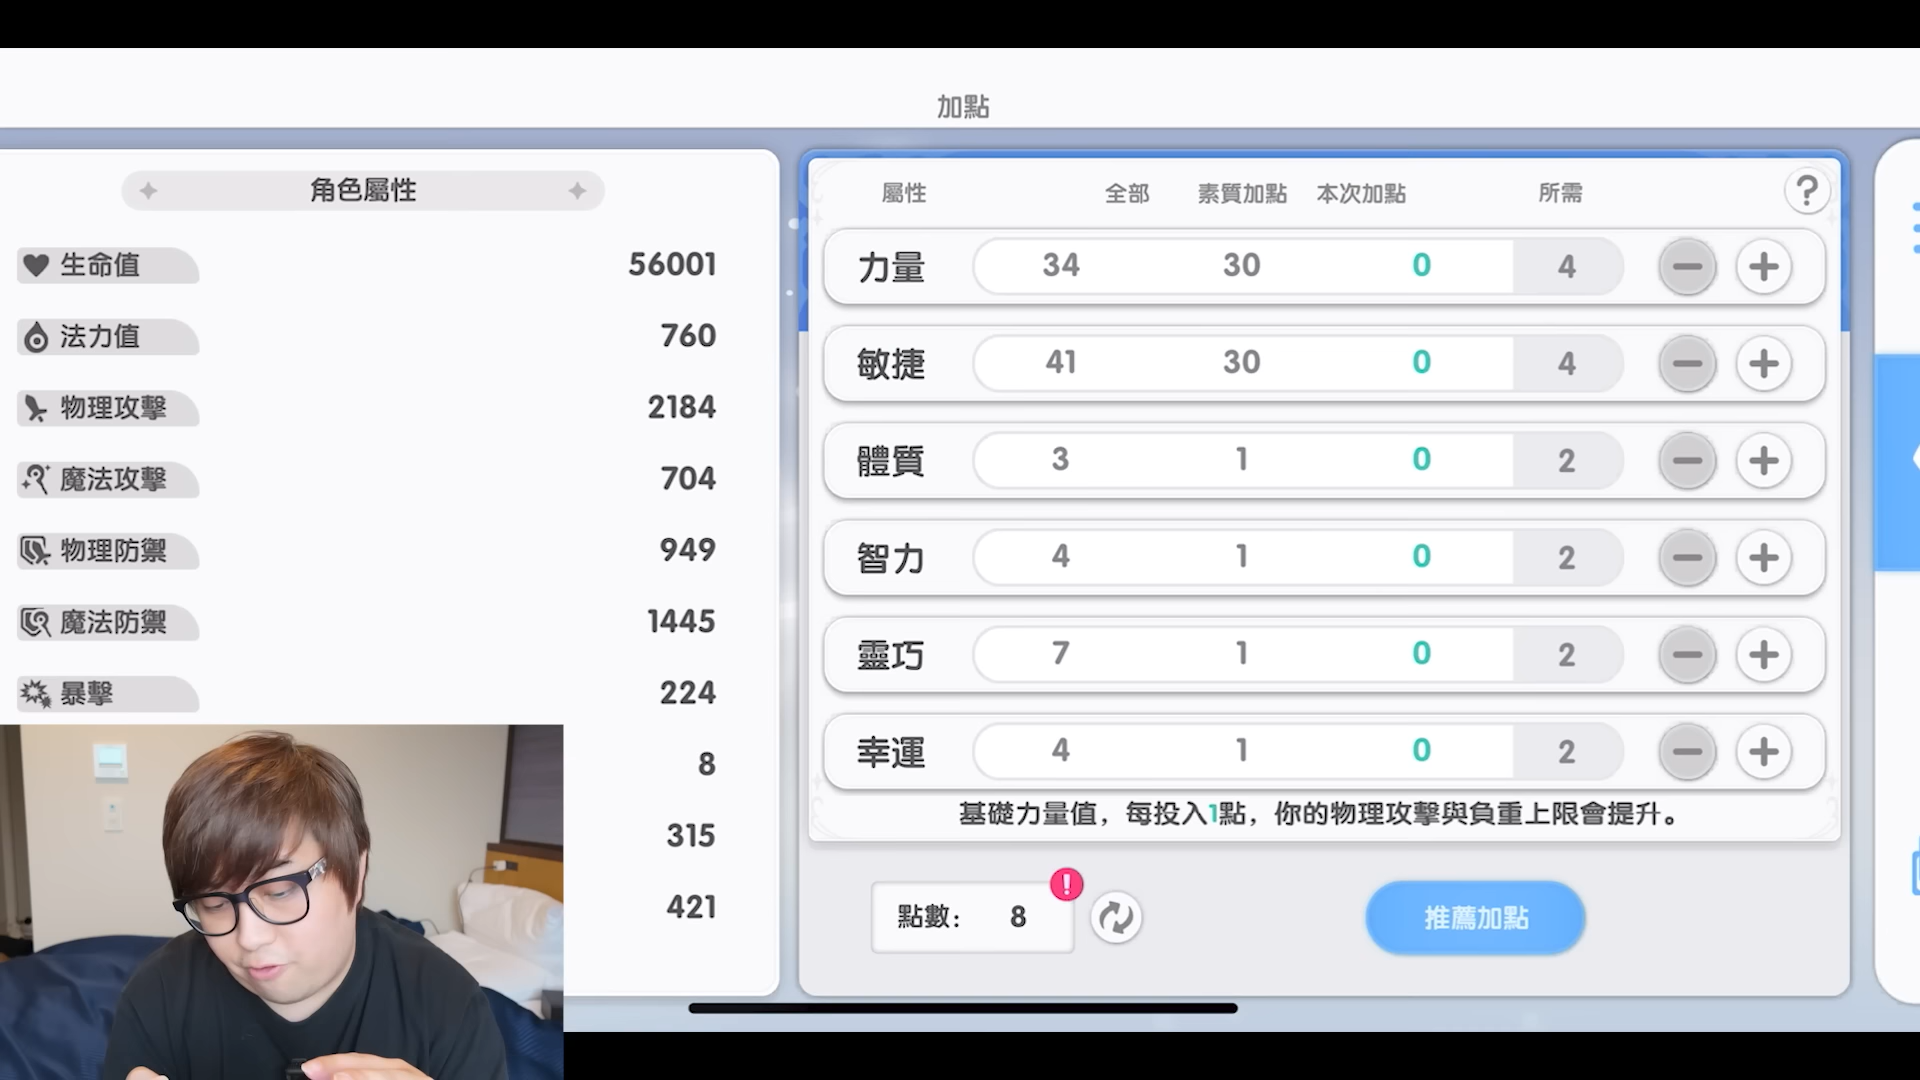 加點
角色屬性
生命值 56001
法力值 760
物理攻擊 2184
魔法攻擊 704
物理防禦 949
魔法防禦 1445
暴擊 224
8
315
421
屬性 全部 素質加點 本次加點 所需 ?
力量 34 30 0 4
敏捷 41 30 0 4
體質 3 1 0 2
智力 4 1 0 2
靈巧 7 1 0 2
幸運 4 1 0 2
基礎力量值，每投入1點，你的物理攻擊與負重上限會提升。
點數： 8 !
推薦加點